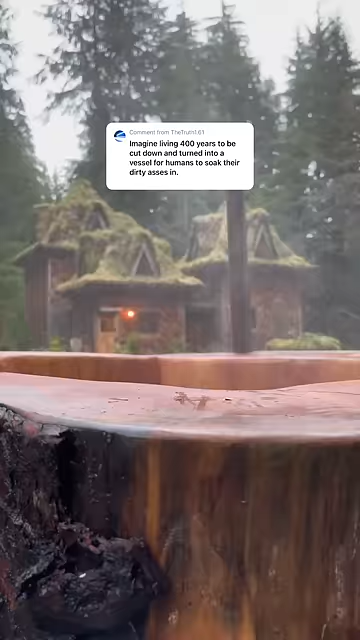 Comment from TheTruth1.61
Imagine living 400 years to be
cut down and turned into a
vessel for humans to soak their
dirty asses in.